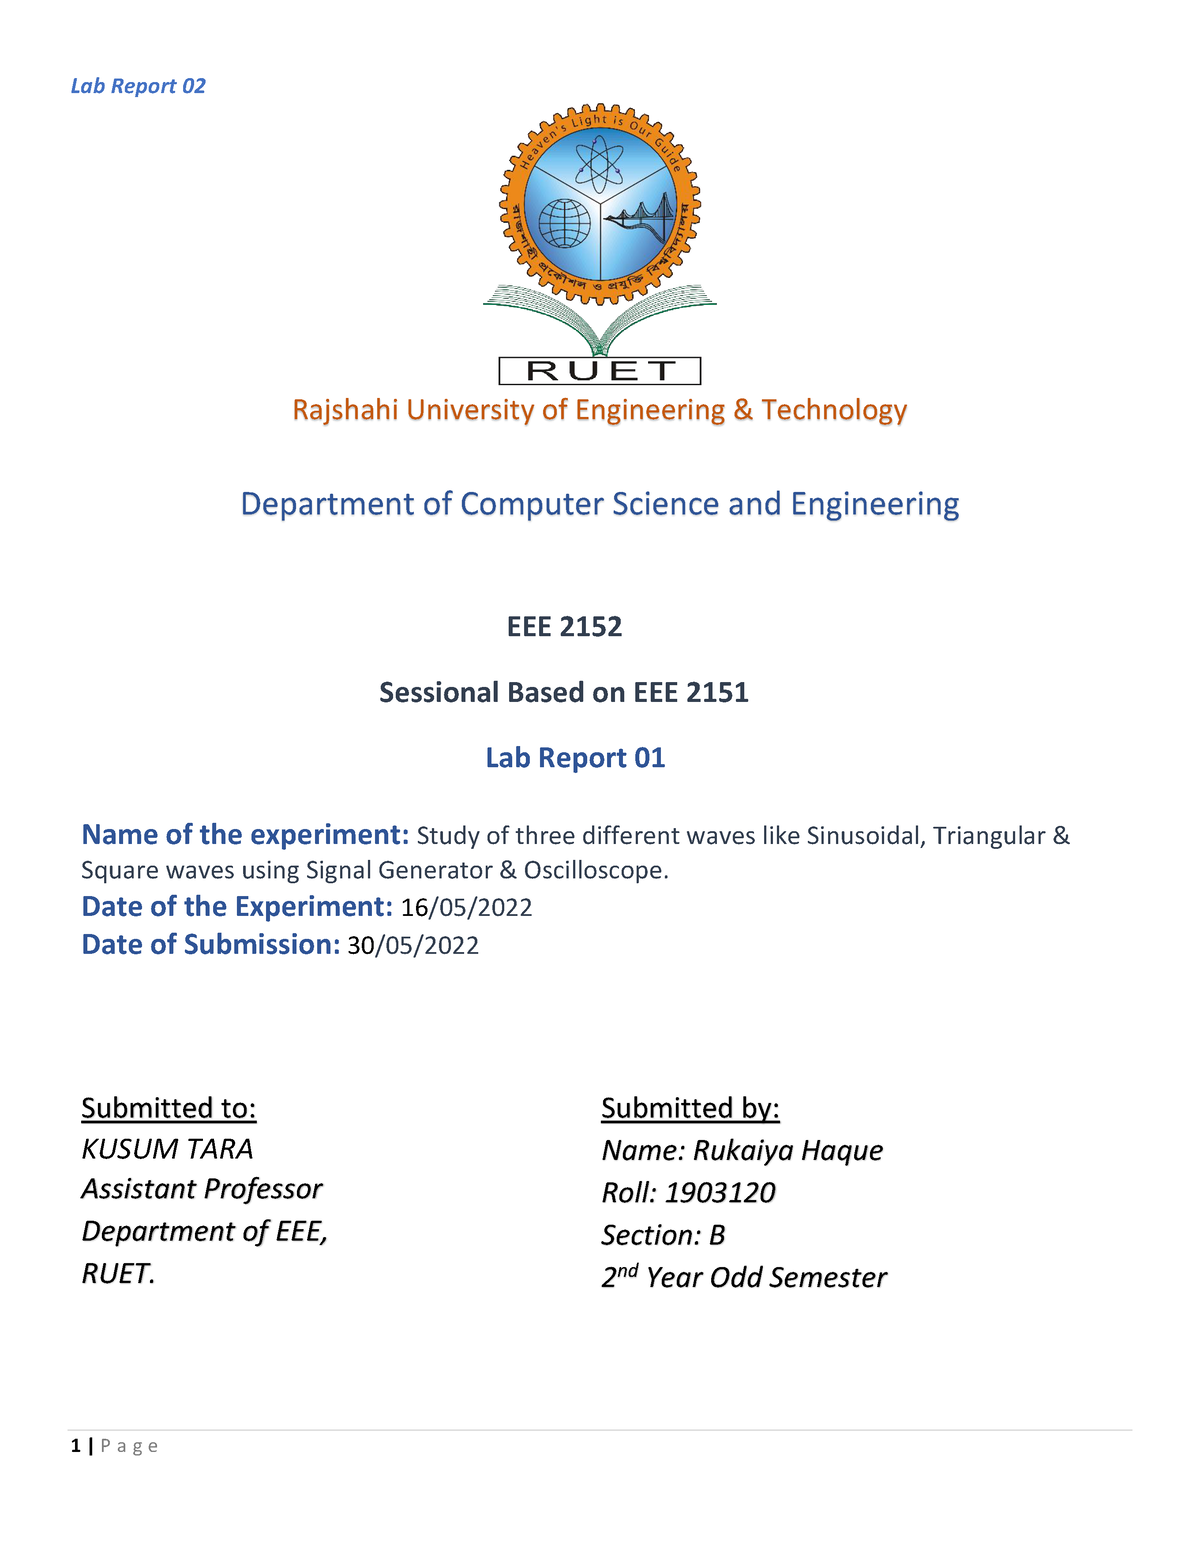 Lab Report 02
Heaven's Light is Our Guide
রাজশাহী প্রকৌশল ও প্রযুক্তি বিশ্ববিদ্যালয়
RUET
Rajshahi University of Engineering & Technology
Department of Computer Science and Engineering
EEE 2152
Sessional Based on EEE 2151
Lab Report 01
Name of the experiment: Study of three different waves like Sinusoidal, Triangular &
Square waves using Signal Generator & Oscilloscope.
Date of the Experiment: 16/05/2022
Date of Submission: 30/05/2022
Submitted to:
KUSUM TARA
Assistant Professor
Department of EEE,
RUET.
Submitted by:
Name: Rukaiya Haque
Roll: 1903120
Section: B
2nd Year Odd Semester
1 | Page